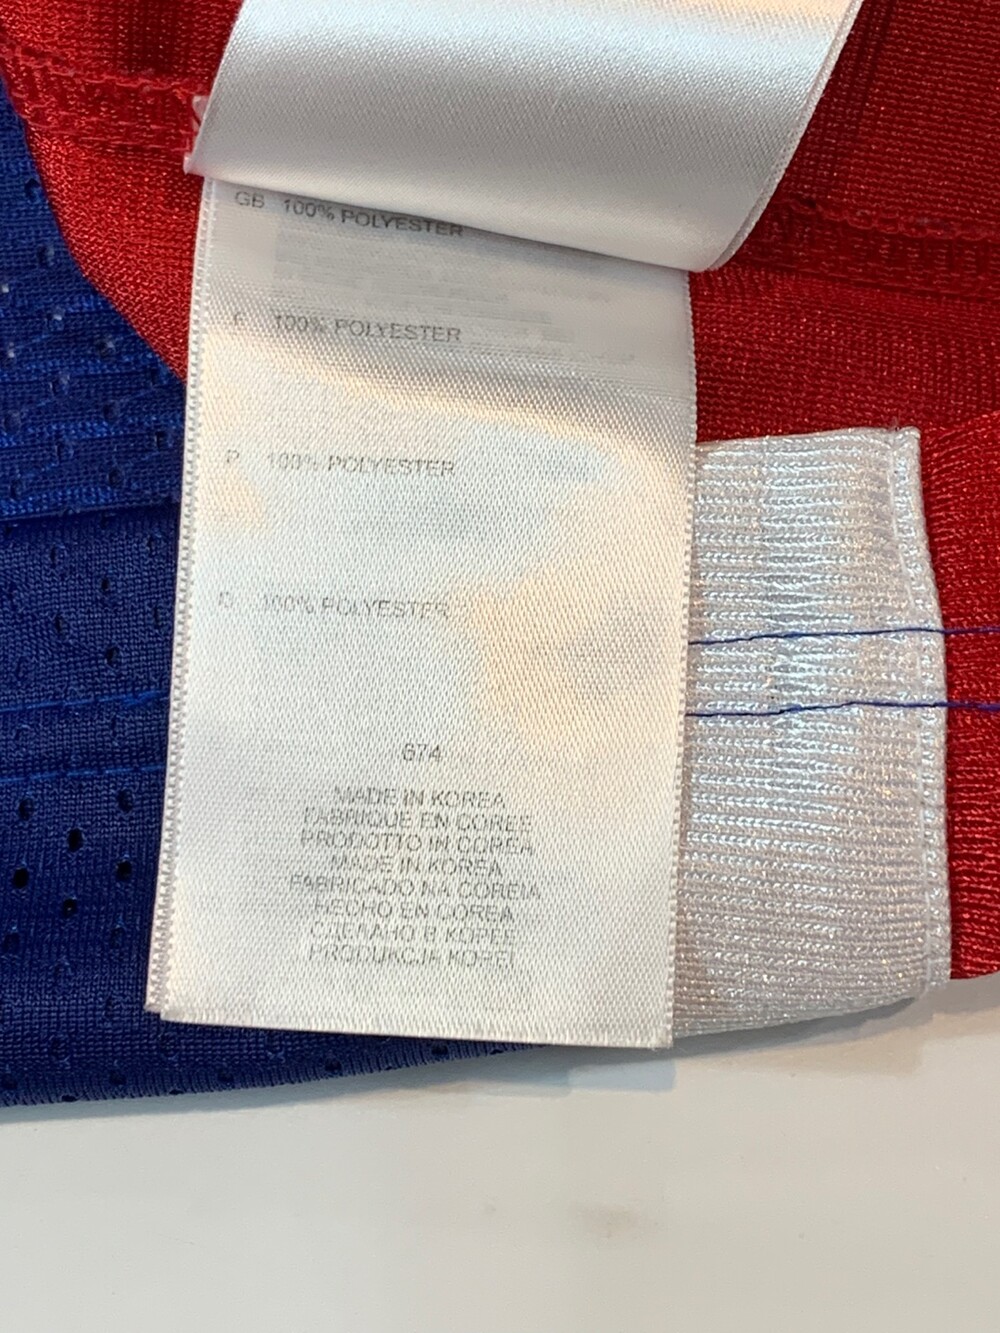 GB 100% POLYESTER
E 100% POLYESTER
P 100% POLYESTER
100% POLYESTER
674
MADE IN KOREA
FABRIQUE EN COREE
PRODOTTO IN COREA
MADE IN KOREA
FABRICADO NA COREIA
HECHO EN COREA
СДЕЛАНО В КОРЕЕ
PRODUKCJA KOREI